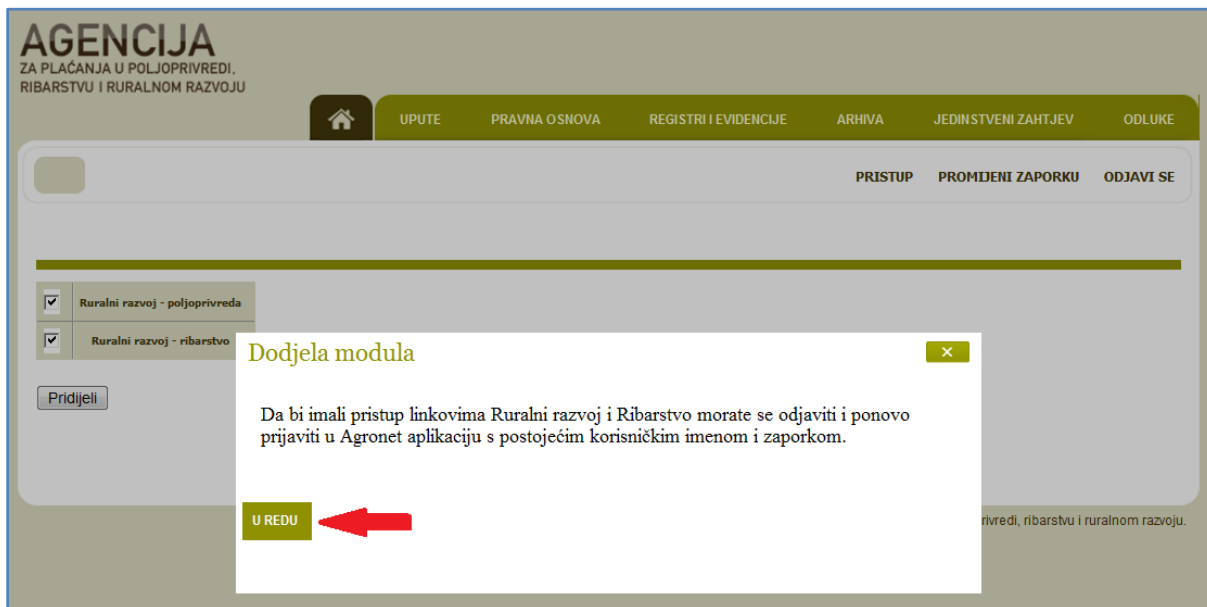 AGENCIJA
ZA PLAĆANJA U POLJOPRIVREDI,
RIBARSTVU I RURALNOM RAZVOJU
UPUTE PRAVNA OSNOVA REGISTRI I EVIDENCIJE ARHIVA JEDINSTVENI ZAHTJEV ODLUKE
PRISTUP PROMIJENI ZAPORKU ODJAVI SE
Ruralni razvoj - poljoprivreda
Ruralni razvoj - ribarstvo
Pridijeli
Dodjela modula
Da bi imali pristup linkovima Ruralni razvoj i Ribarstvo morate se odjaviti i ponovo
prijaviti u Agronet aplikaciju s postojećim korisničkim imenom i zaporkom.
U REDU
rivredi, ribarstvu i ruralnom razvoju.